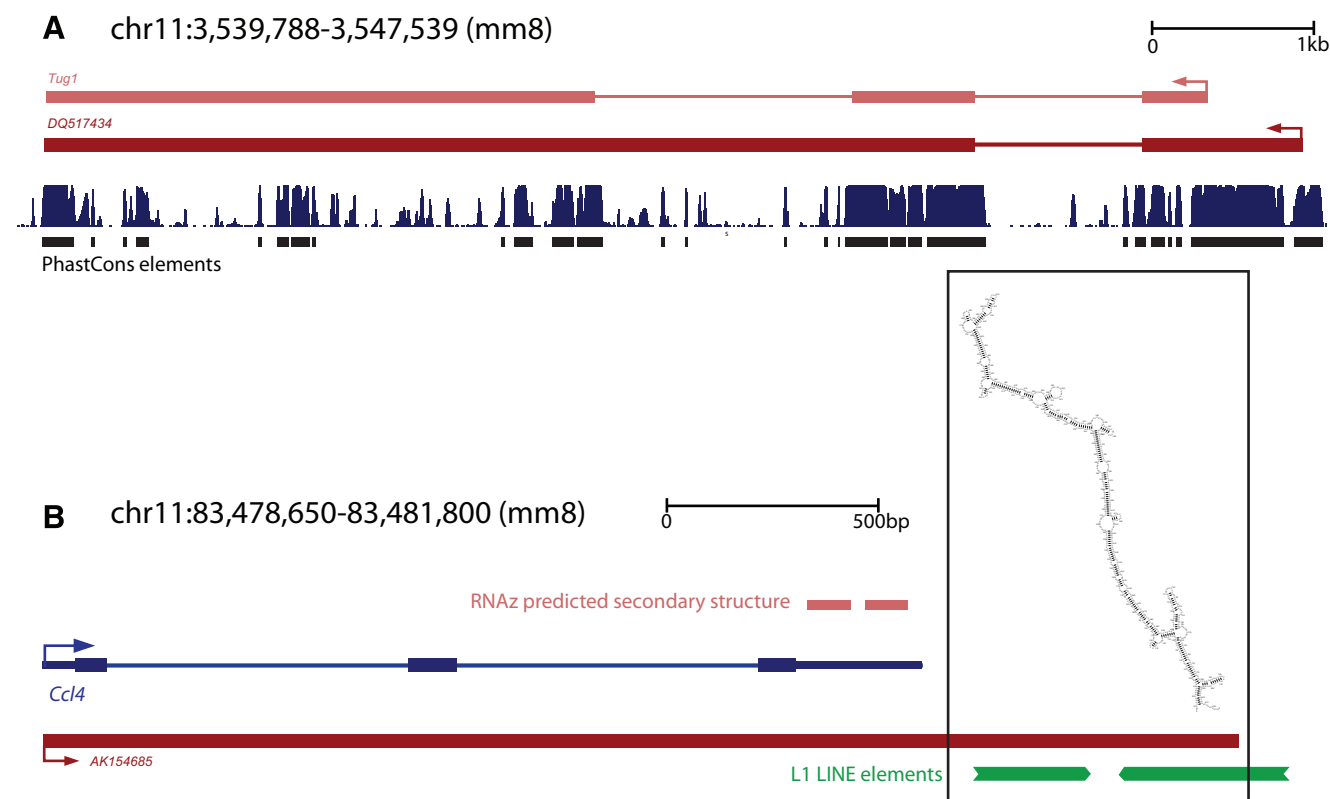 A chr11:3,539,788-3,547,539 (mm8)
0 1kb
Tug1
DQ517434
s
PhastCons elements
B chr11:83,478,650-83,481,800 (mm8)
0 500bp
RNAz predicted secondary structure
Ccl4
AK154685
L1 LINE elements